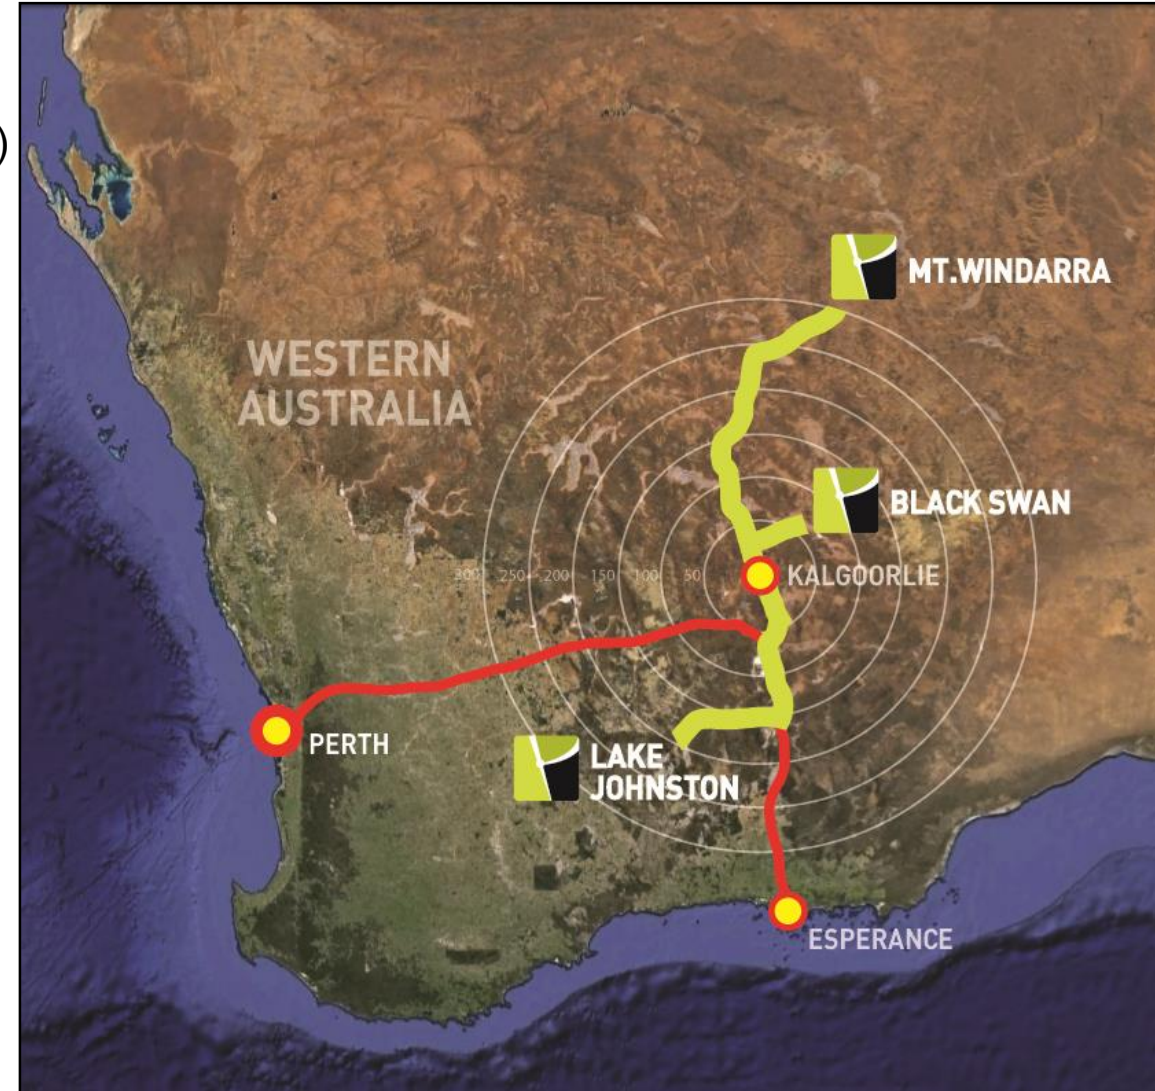 )
MT.WINDARRA
WESTERN
AUSTRALIA
BLACK SWAN
300 250 200 150 100 50
KALGOORLIE
PERTH
LAKE
JOHNSTON
ESPERANCE